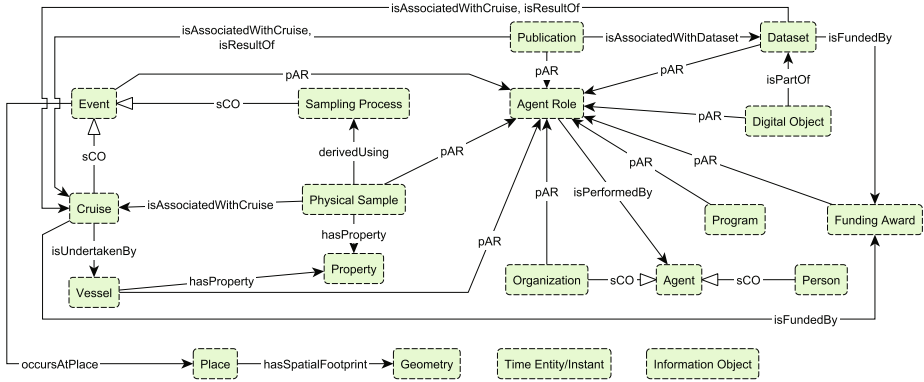 isAssociatedWithCruise, isResultOf
isAssociatedWithCruise,
isResultOf
Publication
isAssociatedWithDataset
Dataset
isFundedBy
pAR
pAR
pAR
isPartOf
Event
sCO
Sampling Process
Agent Role
pAR
Digital Object
sCO
derivedUsing
pAR
pAR
pAR
pAR
isPerformedBy
Cruise
isAssociatedWithCruise
Physical Sample
Program
Funding Award
isUndertakenBy
hasProperty
pAR
Vessel
hasProperty
Property
Organization
sCO
Agent
sCO
Person
isFundedBy
occursAtPlace
Place
hasSpatialFootprint
Geometry
Time Entity/Instant
Information Object